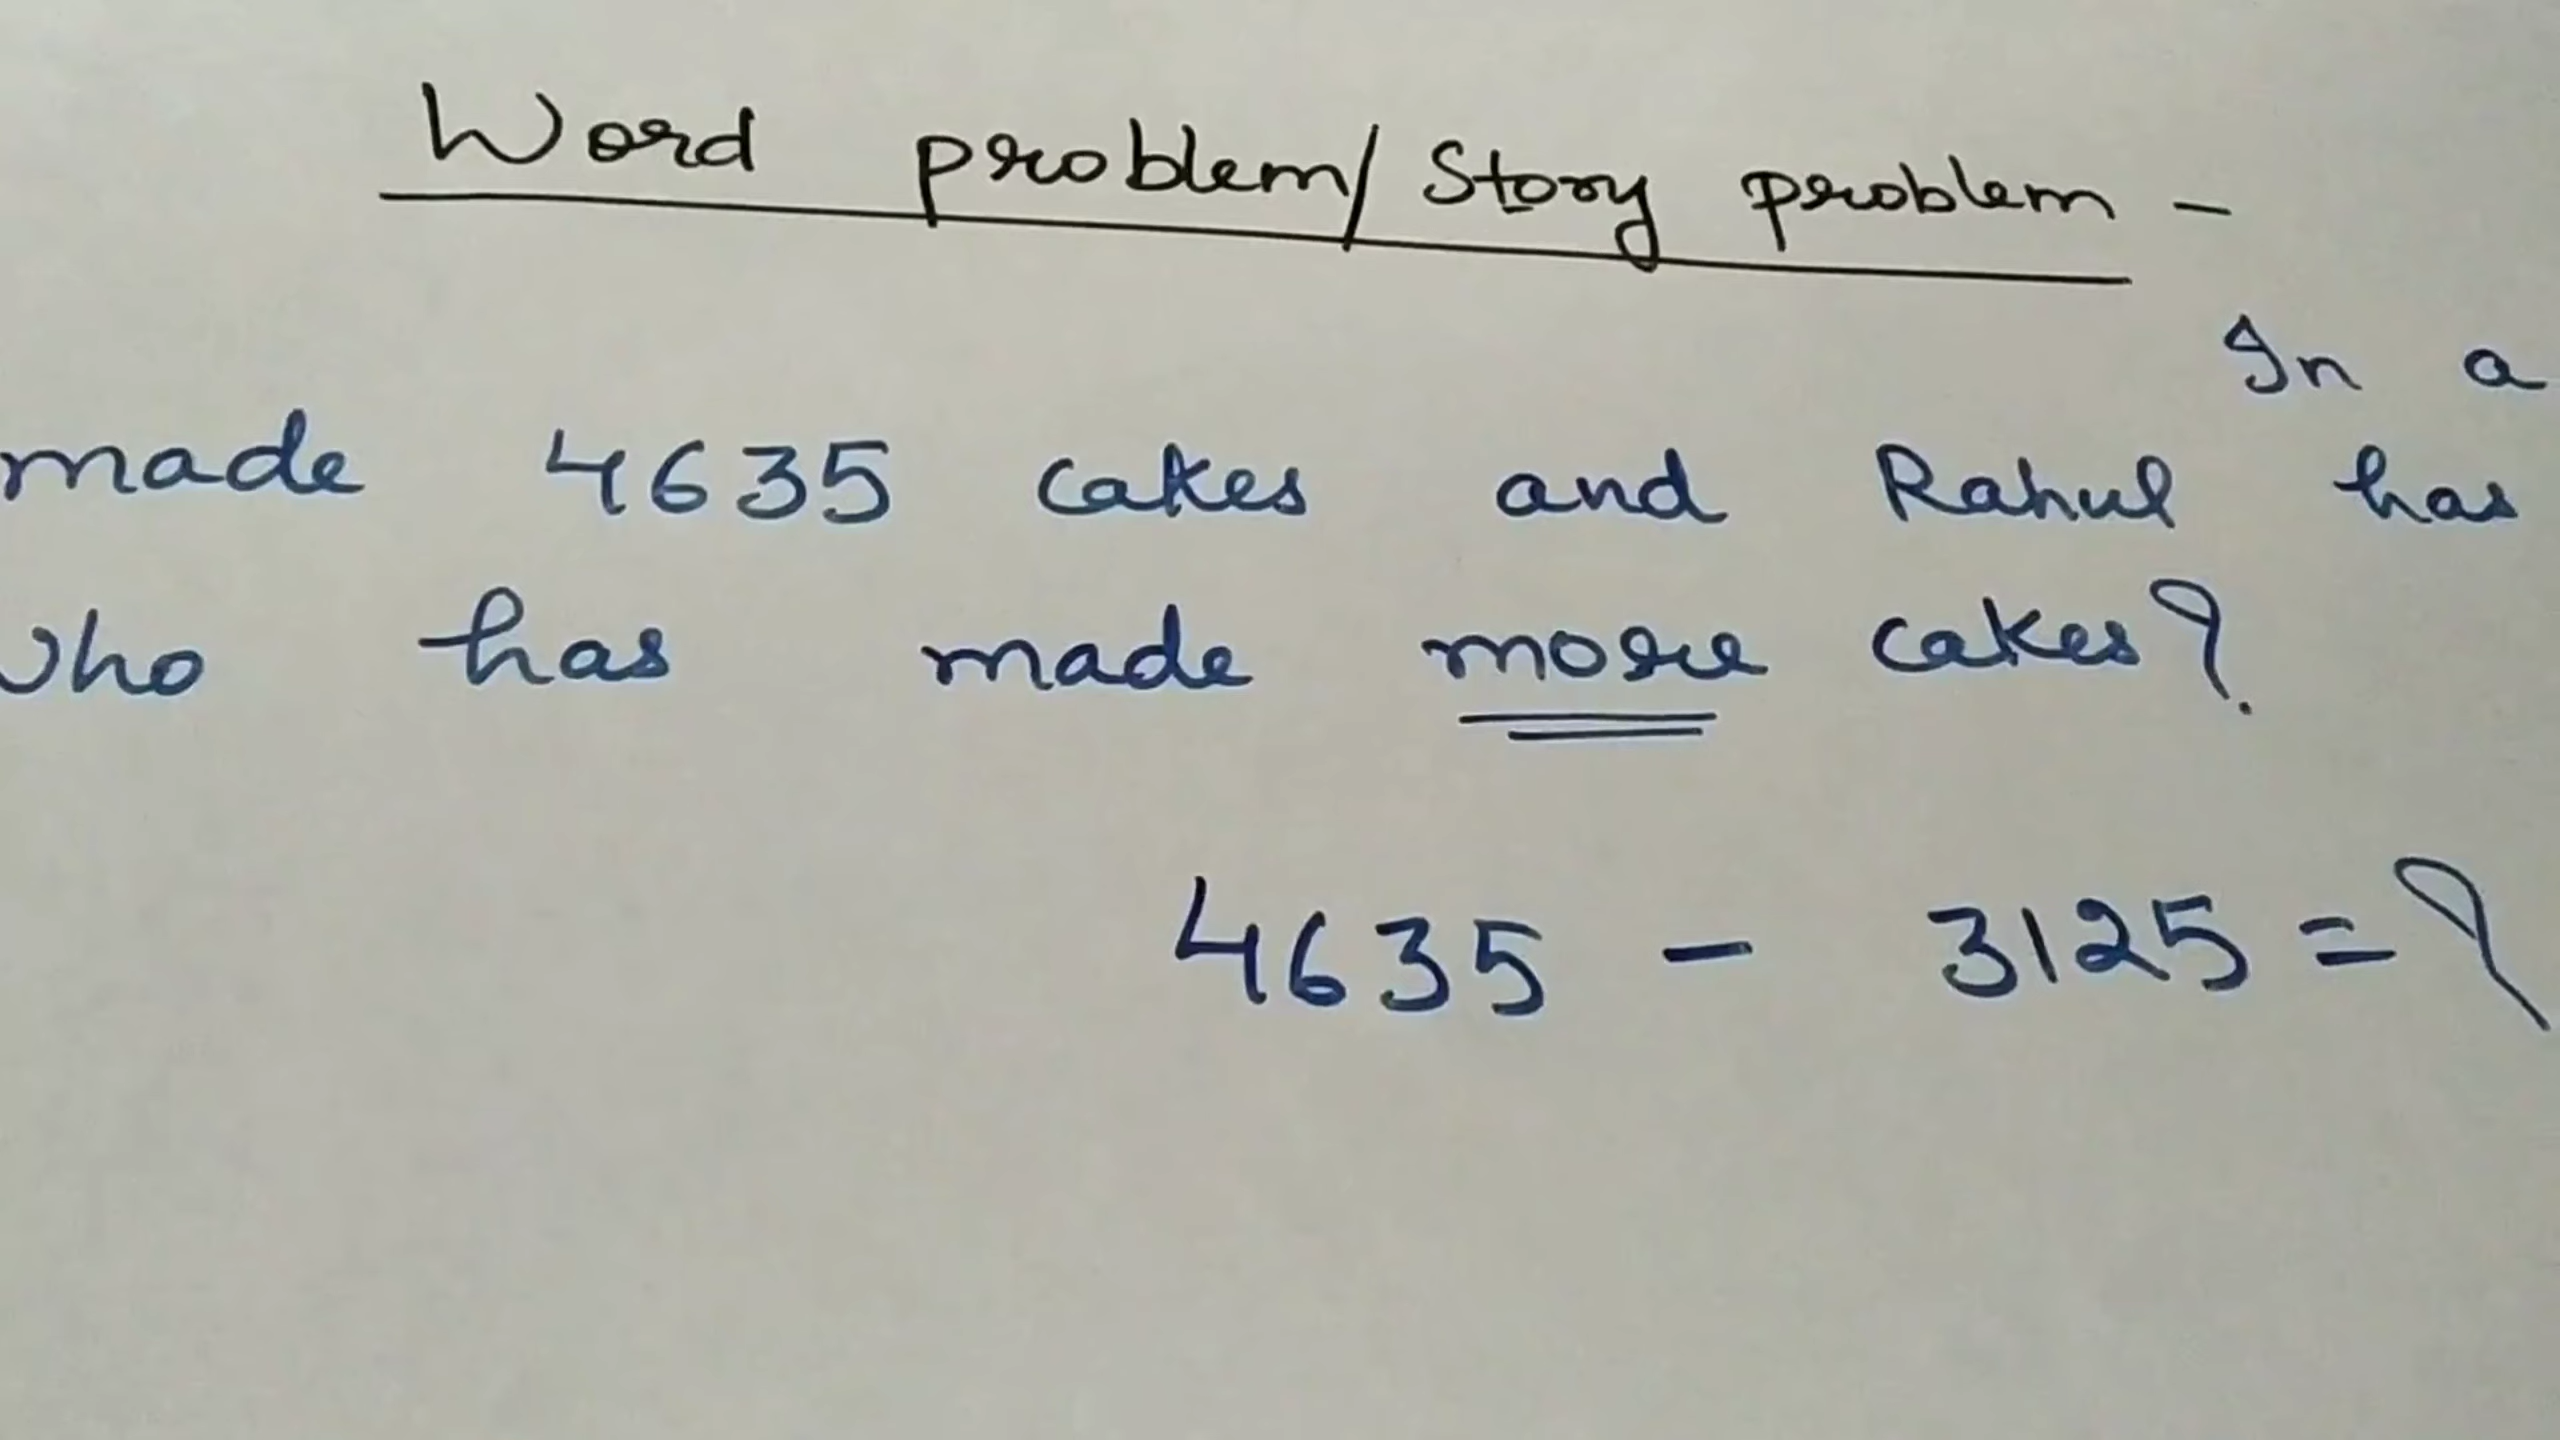 Word problem/Story problem -
In a
made 4635 cakes and Rahul has
who has made more cakes?
4635 - 3125 = ?